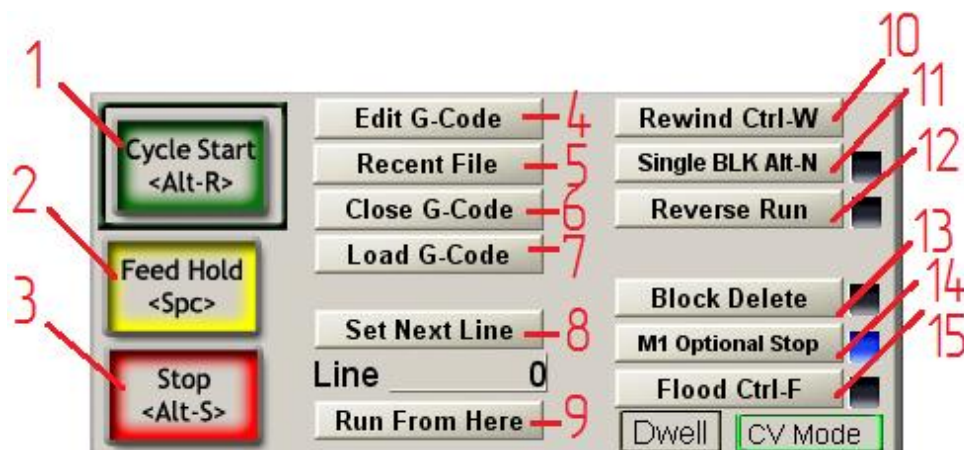 1
Cycle Start
<Alt-R>
2
Feed Hold
<Spc>
3
Stop
<Alt-S>
Edit G-Code
4
Recent File
5
Close G-Code
6
Load G-Code
7
Set Next Line
8
Line 0
Run From Here
9
10
Rewind Ctrl-W
11
Single BLK Alt-N
12
Reverse Run
13
Block Delete
14
M1 Optional Stop
15
Flood Ctrl-F
Dwell
CV Mode